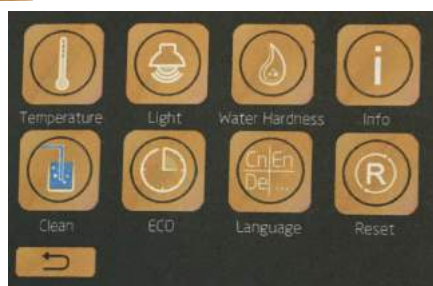 Temperature Light Water Hardness Info
Cn En
De ... R
Clean ECO Language Reset